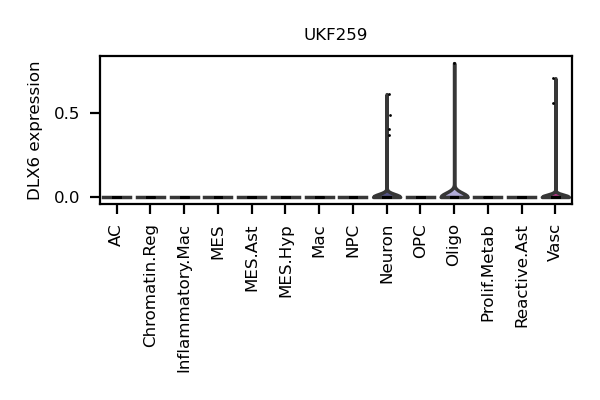 UKF259
DLX6 expression
0.5
0.0
AC
Chromatin.Reg
Inflammatory.Mac
MES
MES.Ast
MES.Hyp
Mac
NPC
Neuron
OPC
Oligo
Prolif.Metab
Reactive.Ast
Vasc